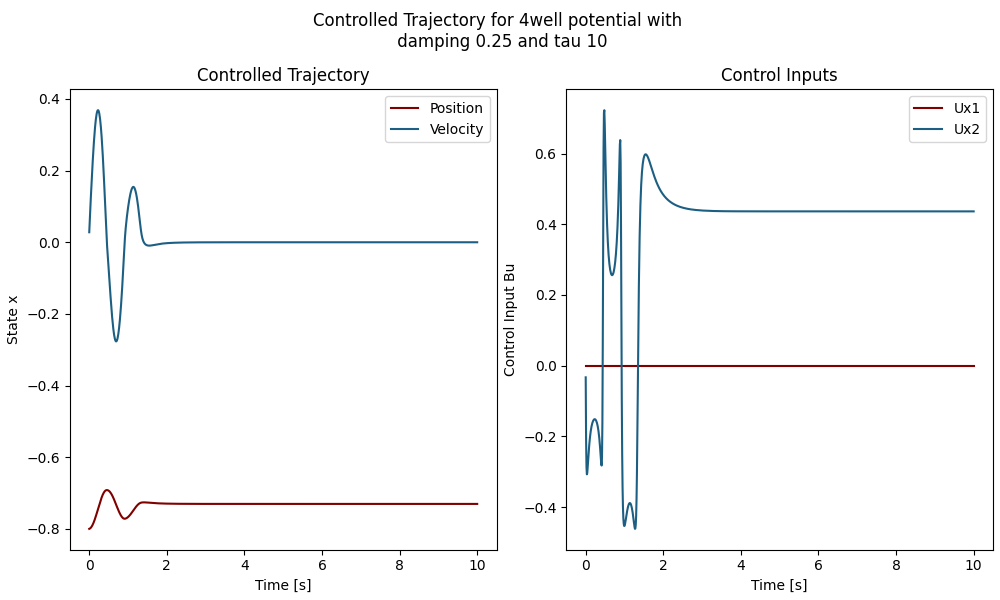 Controlled Trajectory for 4well potential with
damping 0.25 and tau 10
Controlled Trajectory
Position
Velocity
0.4
0.2
0.0
−0.2
−0.4
−0.6
−0.8
State x
0
2
4
6
8
10
Time [s]
Control Inputs
Ux1
Ux2
0.6
0.4
0.2
0.0
−0.2
−0.4
Control Input Bu
0
2
4
6
8
10
Time [s]